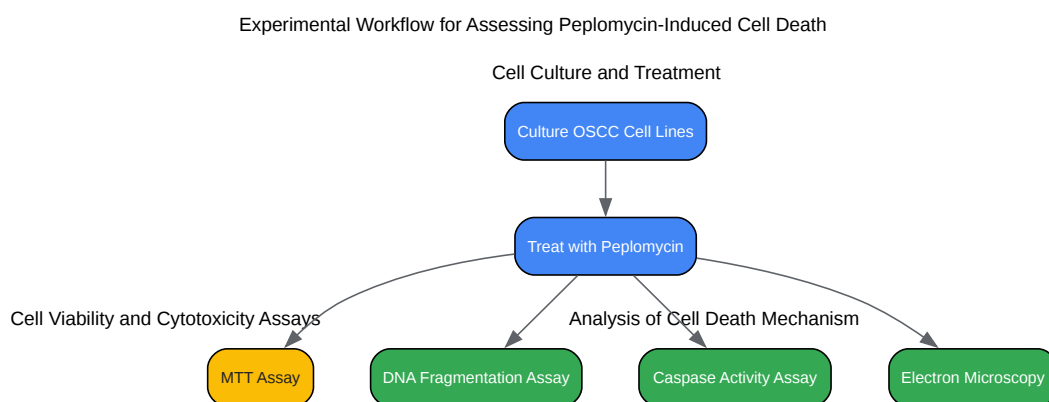 Experimental Workflow for Assessing Peplomycin-Induced Cell Death
Cell Culture and Treatment
Culture OSCC Cell Lines
Treat with Peplomycin
Cell Viability and Cytotoxicity Assays
Analysis of Cell Death Mechanism
MTT Assay
DNA Fragmentation Assay
Caspase Activity Assay
Electron Microscopy